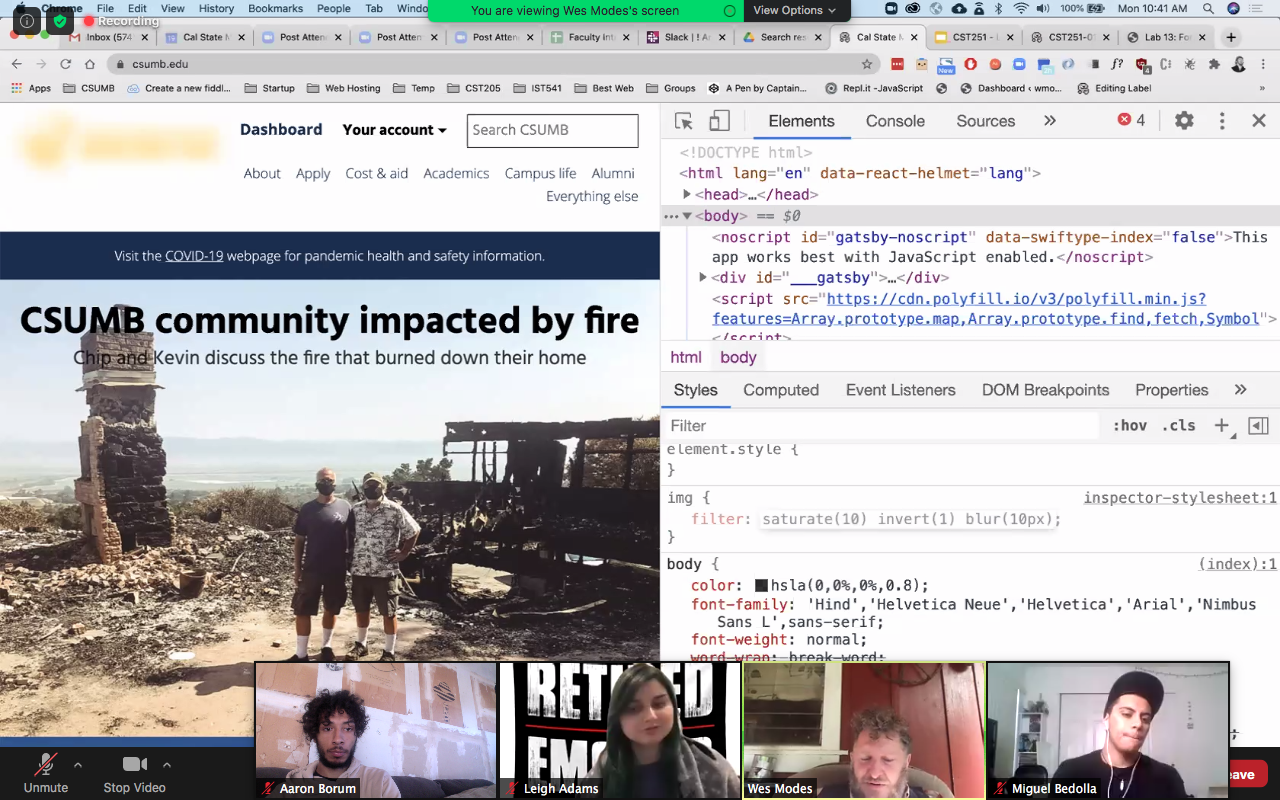 Chrome File Edit View History Bookmarks People Tab Windo
You are viewing Wes Modes's screen
View Options
100%
Mon 10:41 AM
Recording
Inbox (574
Cal State M
Post Attend
Post Attend
Post Attend
Faculty int
Slack | ! Ar
Search res
Cal State M
CST251 - I
CST251-0
Lab 13: For
csumb.edu
New
Apps
CSUMB
Create a new fiddl...
Startup
Web Hosting
Temp
CST205
IST541
Best Web
Groups
A Pen by Captain...
Repl.it -JavaScript
Dashboard ‹ wmo...
Editing Label
»
Dashboard
Your account
Search CSUMB
About Apply Cost & aid Academics Campus life Alumni
Everything else
Visit the COVID-19 webpage for pandemic health and safety information.
CSUMB community impacted by fire
Chip and Kevin discuss the fire that burned down their home
Elements Console Sources » 4
<!DOCTYPE html>
<html lang="en" data-react-helmet="lang">
<head>…</head>
<body> == $0
<noscript id="gatsby-noscript" data-swiftype-index="false">This
app works best with JavaScript enabled.</noscript>
<div id="___gatsby">…</div>
<script src="https://cdn.polyfill.io/v3/polyfill.min.js?
features=Array.prototype.map,Array.prototype.find,fetch,Symbol">
</script>
html body
Styles Computed Event Listeners DOM Breakpoints Properties »
Filter
:hov .cls +
element.style {
}
img {
inspector-stylesheet:1
filter: saturate(10) invert(1) blur(10px);
}
body {
(index):1
color: hsla(0,0%,0%,0.8);
font-family: 'Hind','Helvetica Neue','Helvetica','Arial','Nimbus
Sans L',sans-serif;
font-weight: normal;
word-wrap: break-word;
RETIRED
EMO
Aaron Borum
Leigh Adams
Wes Modes
Miguel Bedolla
Unmute
Stop Video
eave